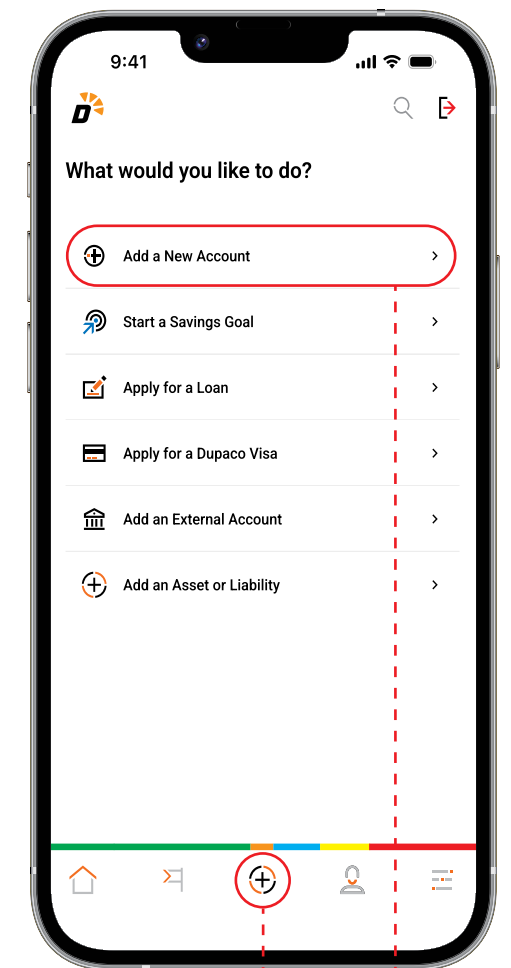 9:41
D
What would you like to do?
Add a New Account
Start a Savings Goal
Apply for a Loan
Apply for a Dupaco Visa
Add an External Account
Add an Asset or Liability